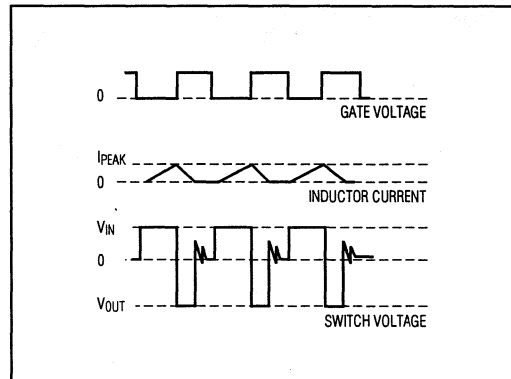 0
GATE VOLTAGE
IPEAK
0
INDUCTOR CURRENT
VIN
0
VOUT
SWITCH VOLTAGE